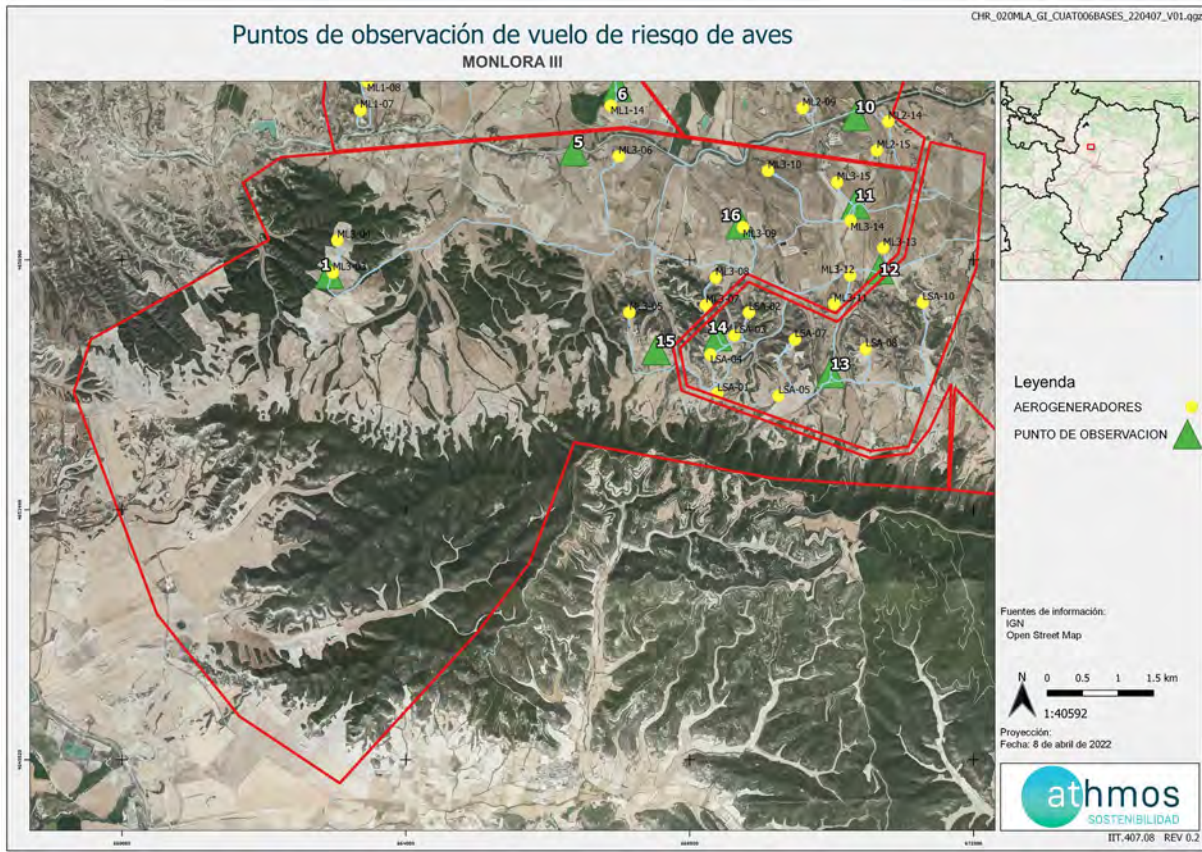 CHR_020MLA_GI_CUAT006BASES_220407_V01.qgz
Puntos de observación de vuelo de riesgo de aves
MONLORA III
ML1-08
ML1-07
6
ML1-14
ML2-09
10
ML2-14
5
ML3-06
ML2-15
ML3-10
ML3-15
11
16
ML3-09
ML3-14
ML3-04
ML3-13
1
ML3-08
ML3-12
12
ML3-07
LSA-02
ML3-11
LSA-10
15
14
LSA-03
LSA-07
LSA-04
LSA-08
13
LSA-01
LSA-05
Leyenda
AEROGENERADORES
PUNTO DE OBSERVACION
Fuentes de información:
IGN
Open Street Map
N
0 0.5 1 1.5 km
1:40592
Proyección:
Fecha: 8 de abril de 2022
athmos
SOSTENIBILIDAD
IIT.407.08 REV 0.2